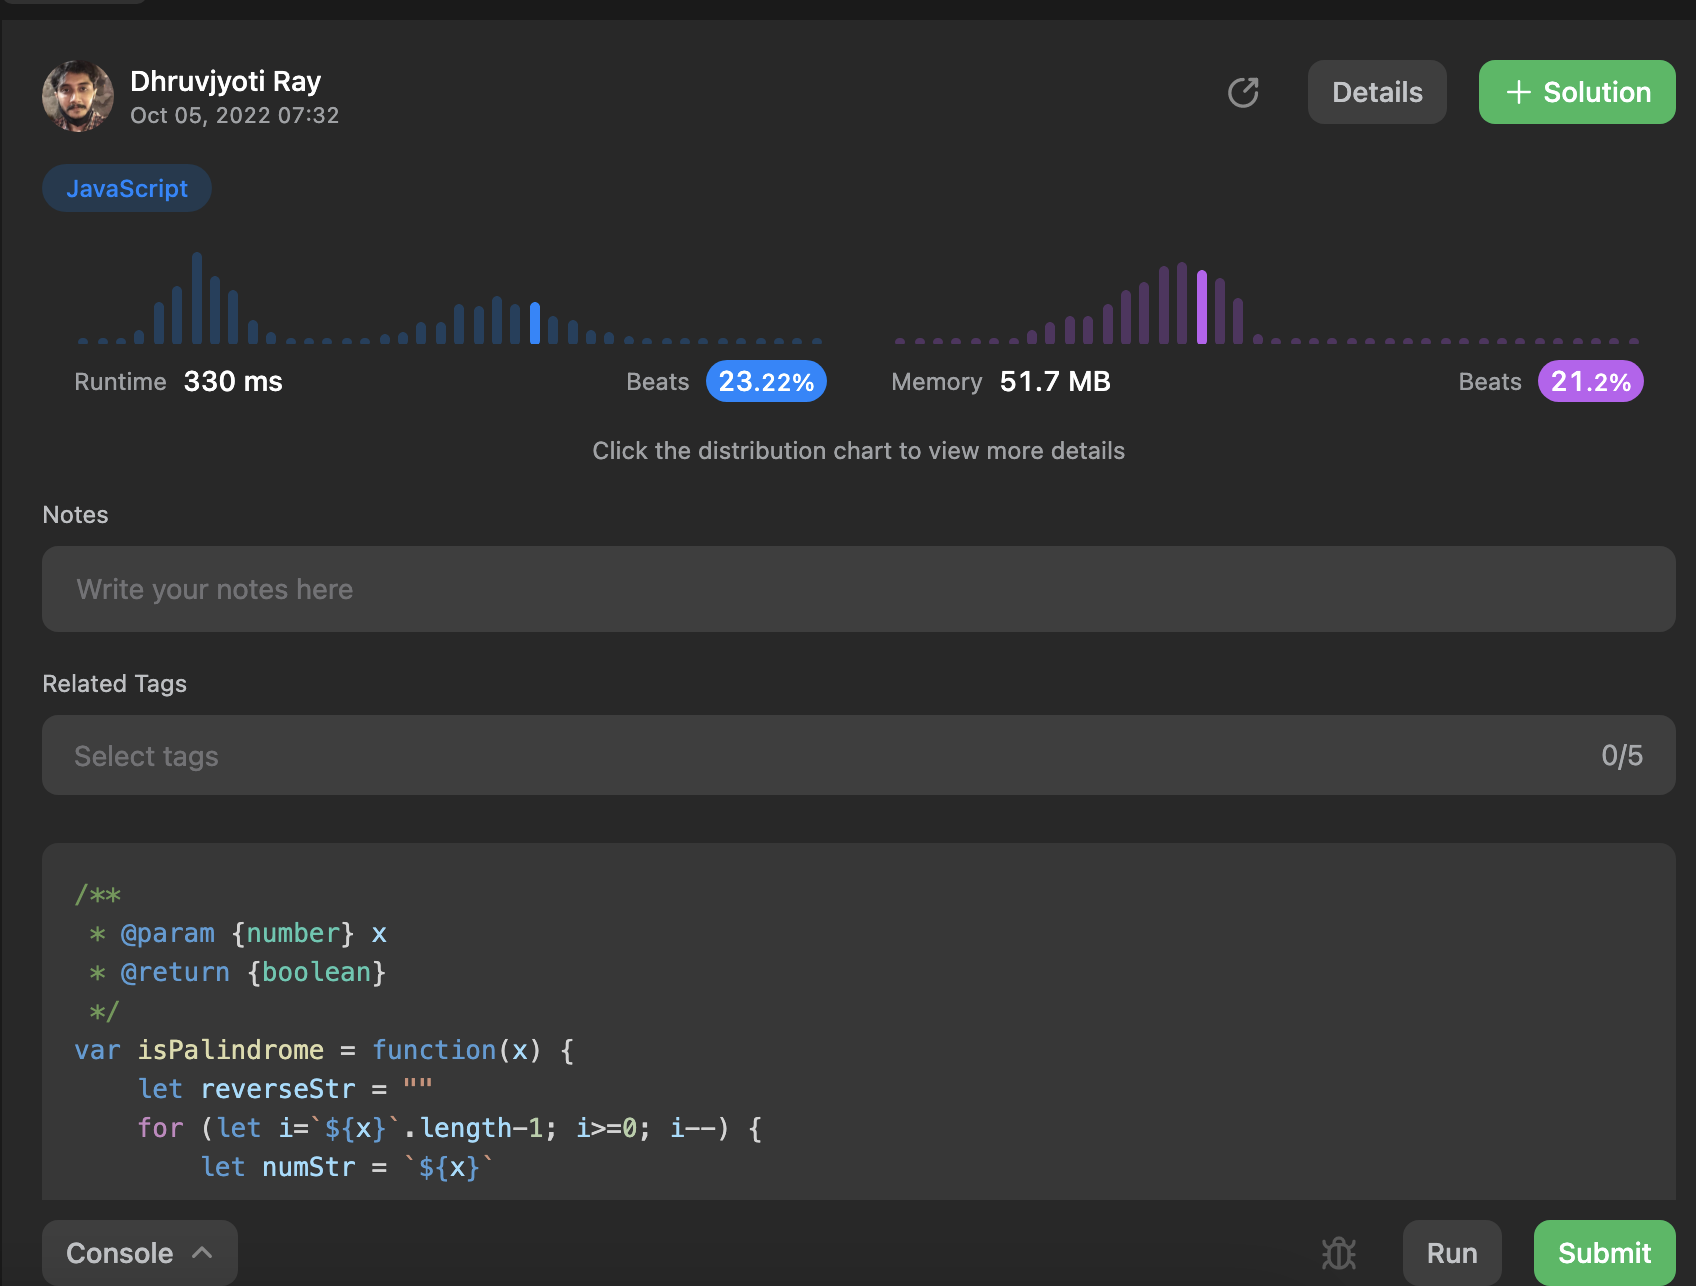 Dhruvjyoti Ray
Oct 05, 2022 07:32
Details
+ Solution
JavaScript
Runtime 330 ms
Beats 23.22%
Memory 51.7 MB
Beats 21.2%
Click the distribution chart to view more details
Notes
Write your notes here
Related Tags
Select tags
0/5
/**
 * @param {number} x
 * @return {boolean}
 */
var isPalindrome = function(x) {
    let reverseStr = ""
    for (let i=`${x}`.length-1; i>=0; i--) {
        let numStr = `${x}`
Console
Run
Submit